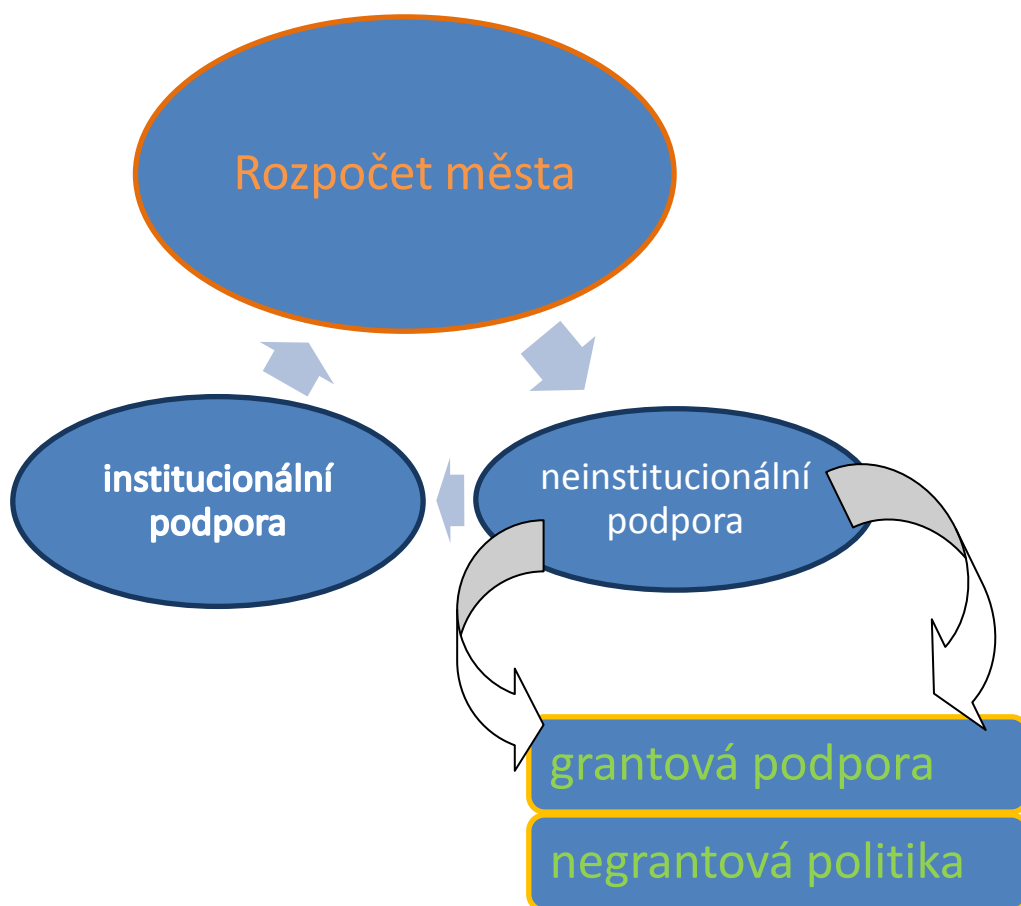 Rozpočet města
institucionální
podpora
neinstitucionální
podpora
grantová podpora
negrantová politika